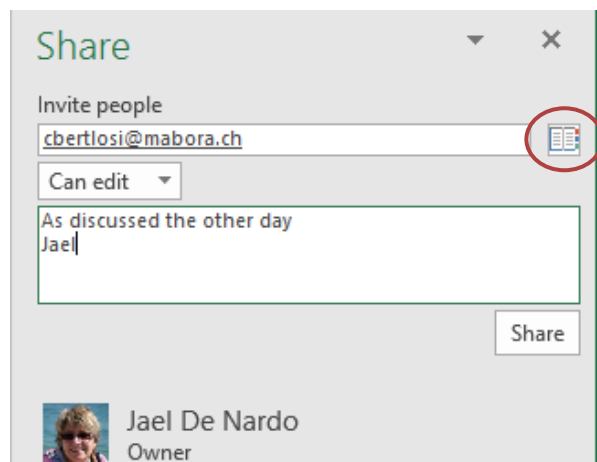 Share
Invite people
cbertlosi@mabora.ch
Can edit
As discussed the other day
Jael
Share
Jael De Nardo
Owner